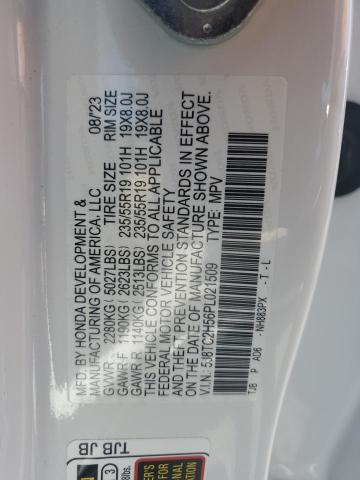 MFD. BY HONDA DEVELOPMENT &
MANUFACTURING OF AMERICA, LLC 08/23
TIRE SIZE RIM SIZE
GVWR 2280KG (5027LBS)
GAWR F 1190KG (2623LBS) 235/55R19 101H 19X8.0J
GAWR R 1140KG (2513LBS) 235/55R19 101H 19X8.0J
THIS VEHICLE CONFORMS TO ALL APPLICABLE
FEDERAL MOTOR VEHICLE SAFETY
AND THEFT PREVENTION STANDARDS IN EFFECT
ON THE DATE OF MANUFACTURE SHOWN ABOVE.
V.I.N.: 5J8TC2H56PL021509 TYPE: MPV
TJB P AD6 - NH883PX - T - L
TJB JB